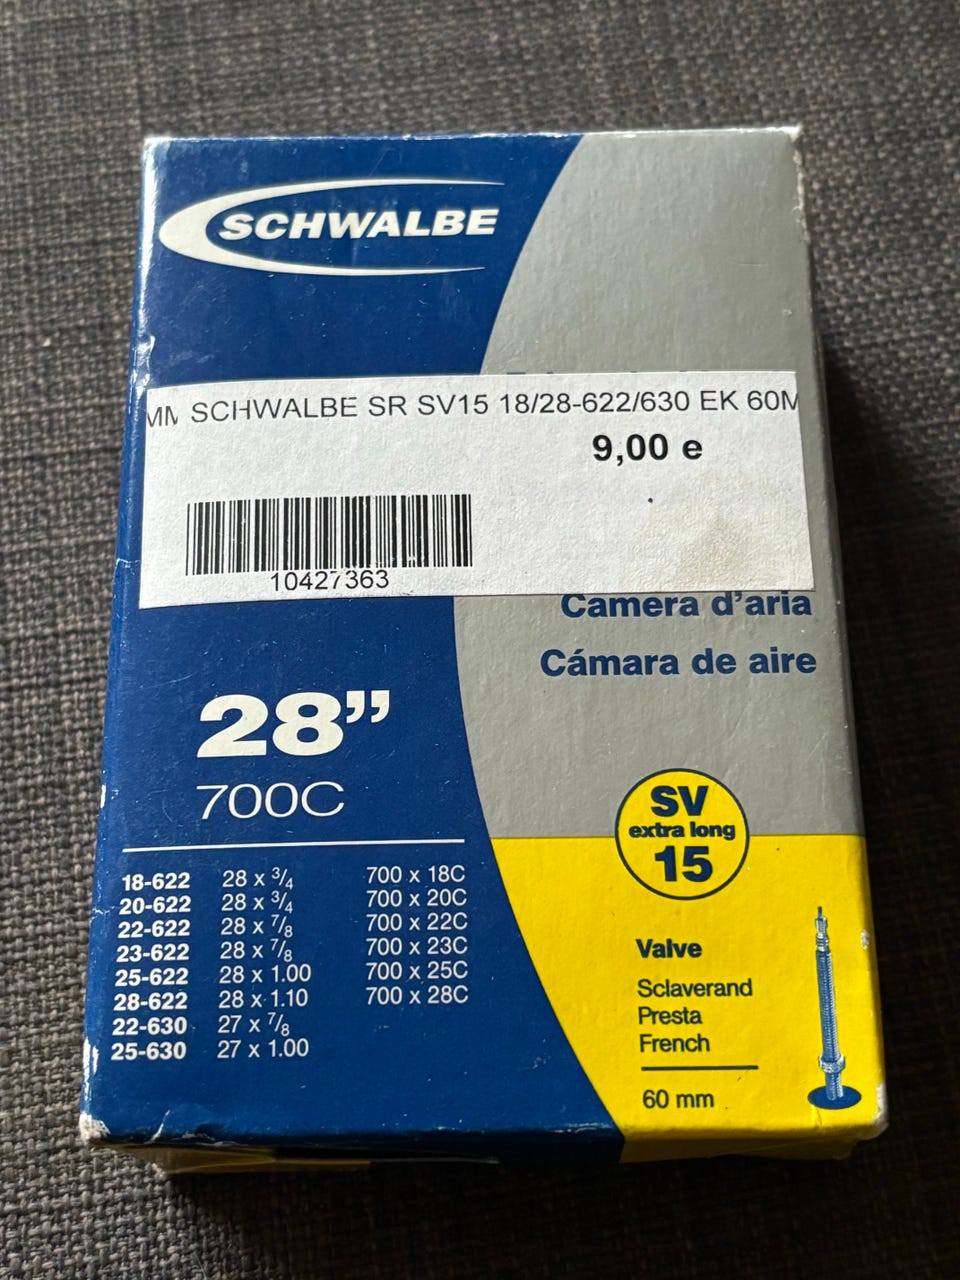 SCHWALBE
MM SCHWALBE SR SV15 18/28-622/630 EK 60M
9,00 e
10427363
Camera d'aria
Cámara de aire
28"
700C
18-622 28 x 3/4 700 x 18C
20-622 28 x 3/4 700 x 20C
22-622 28 x 7/8 700 x 22C
23-622 28 x 7/8 700 x 23C
25-622 28 x 1.00 700 x 25C
28-622 28 x 1.10 700 x 28C
22-630 27 x 7/8
25-630 27 x 1.00
SV
extra long
15
Valve
Sclaverand
Presta
French
60 mm